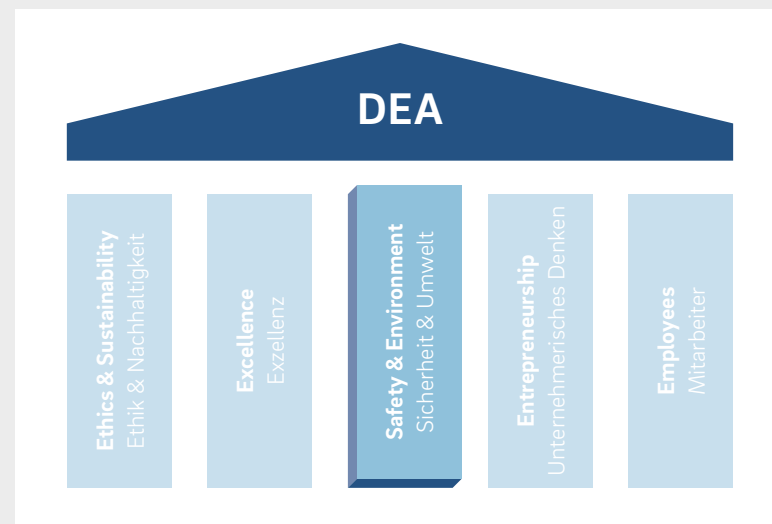 DEA
Ethics & Sustainability
Ethik & Nachhaltigkeit
Excellence
Exzellenz
Safety & Environment
Sicherheit & Umwelt
Entrepreneurship
Unternehmerisches Denken
Employees
Mitarbeiter